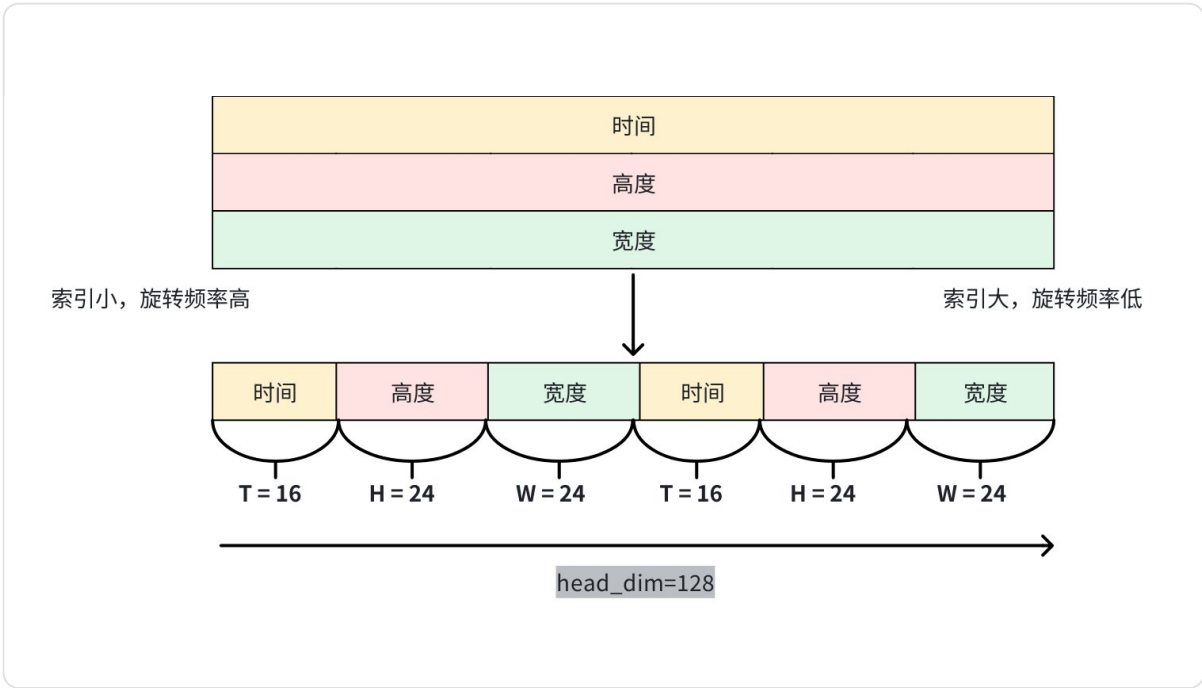 时间
高度
宽度
索引小，旋转频率高
索引大，旋转频率低
时间 高度 宽度 时间 高度 宽度
T = 16 H = 24 W = 24 T = 16 H = 24 W = 24
head_dim=128